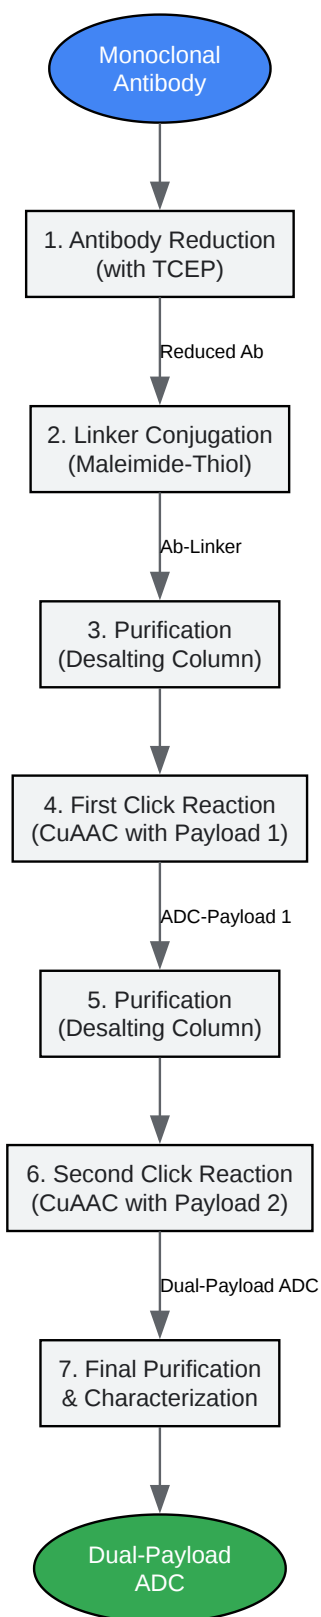 Monoclonal
Antibody
1. Antibody Reduction
(with TCEP)
Reduced Ab
2. Linker Conjugation
(Maleimide-Thiol)
Ab-Linker
3. Purification
(Desalting Column)
4. First Click Reaction
(CuAAC with Payload 1)
ADC-Payload 1
5. Purification
(Desalting Column)
6. Second Click Reaction
(CuAAC with Payload 2)
Dual-Payload ADC
7. Final Purification
& Characterization
Dual-Payload
ADC